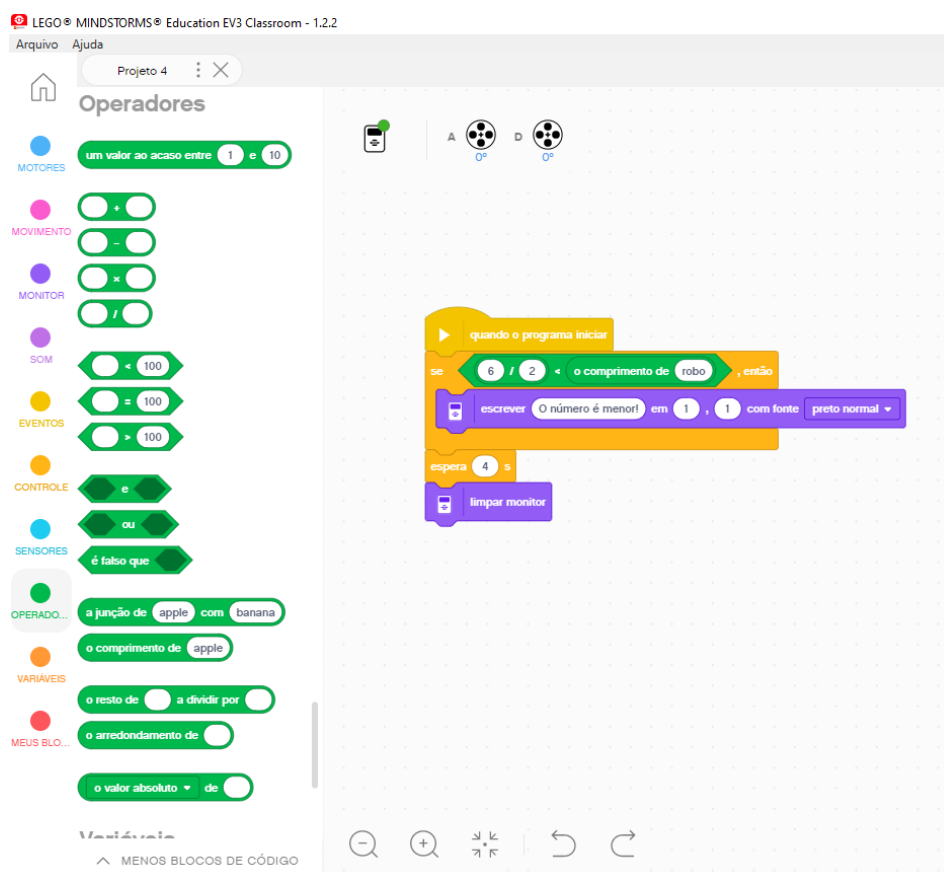 LEGO® MINDSTORMS® Education EV3 Classroom - 1.2.2
Arquivo Ajuda
Projeto 4
Operadores
MOTORES
MOVIMENTO
MONITOR
SOM
EVENTOS
CONTROLE
SENSORES
OPERADO...
VARIÁVEIS
MEUS BLO...
um valor ao acaso entre 1 e 10
+
-
×
/
< 100
= 100
> 100
e
ou
é falso que
a junção de apple com banana
o comprimento de apple
o resto de a dividir por
o arredondamento de
o valor absoluto de
Variáveis
MENOS BLOCOS DE CÓDIGO
A D
0° 0°
quando o programa iniciar
se 6 / 2 < o comprimento de robo , então
escrever O número é menor! em 1 , 1 com fonte preto normal
espera 4 s
limpar monitor